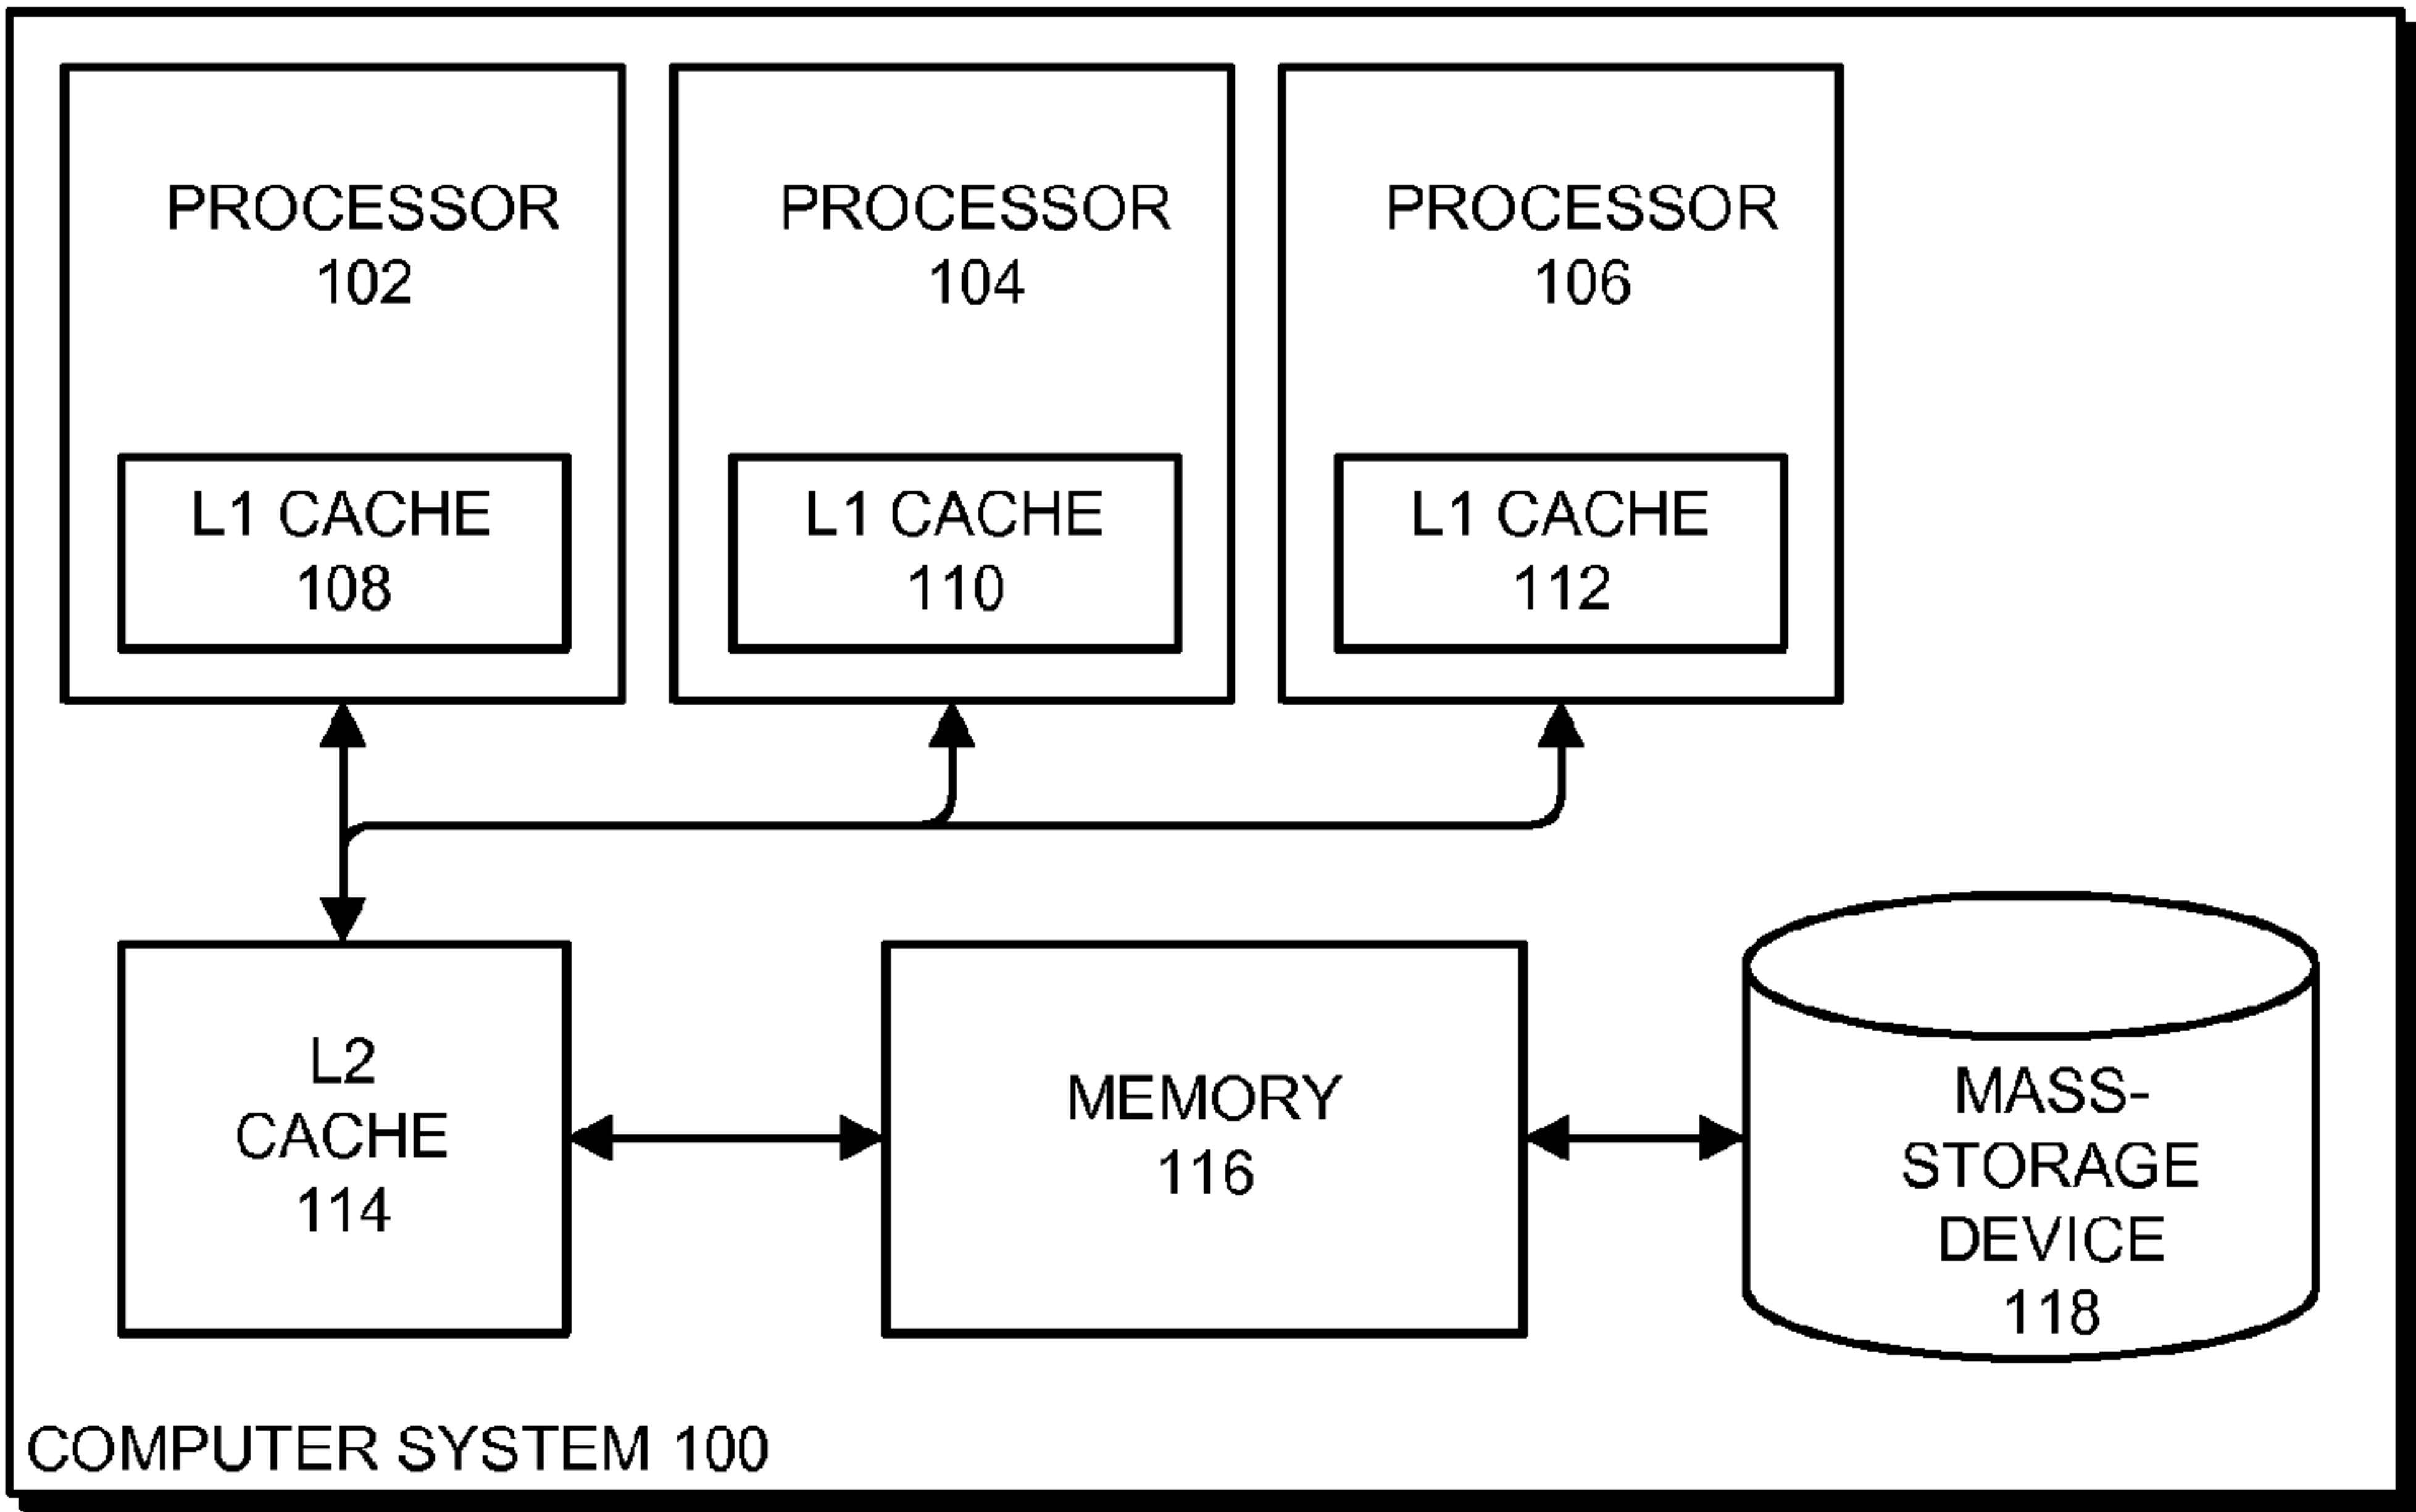 PROCESSOR
102
PROCESSOR
104
PROCESSOR
106
L1 CACHE
108
L1 CACHE
110
L1 CACHE
112
L2
CACHE
114
MEMORY
116
MASS-
STORAGE
DEVICE
118
COMPUTER SYSTEM 100